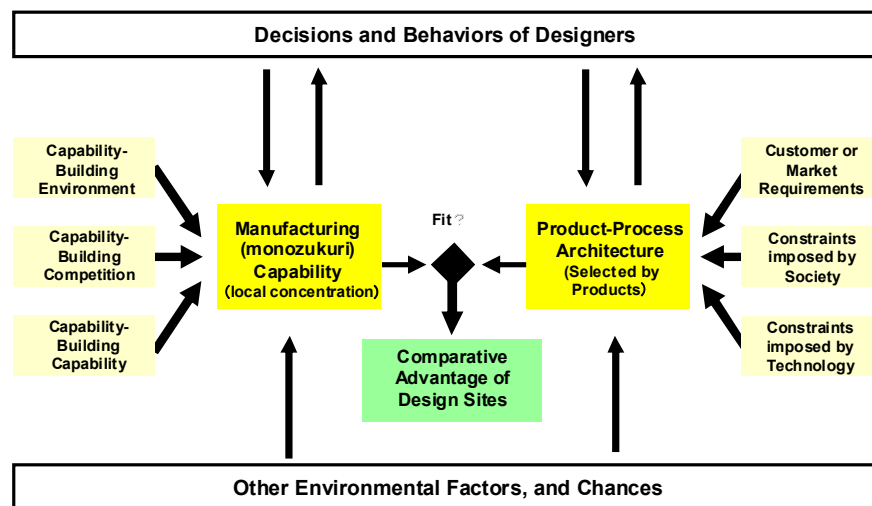 Decisions and Behaviors of Designers
Capability-
Building
Environment
Capability-
Building
Competition
Capability-
Building
Capability
Manufacturing
(monozukuri)
Capability
(local concentration)
Fit?
Product-Process
Architecture
(Selected by
Products)
Customer or
Market
Requirements
Constraints
imposed by
Society
Constraints
imposed by
Technology
Comparative
Advantage of
Design Sites
Other Environmental Factors, and Chances